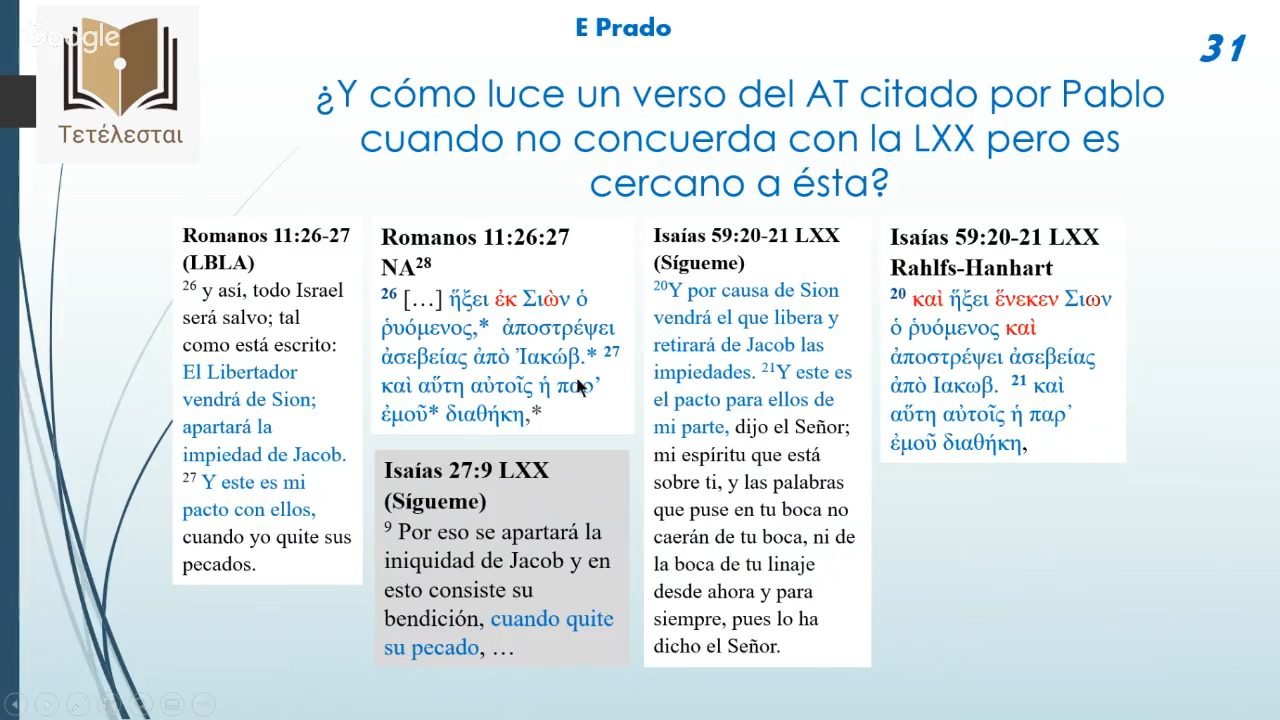 Google
Τετέλεσται
E Prado
31
¿Y cómo luce un verso del AT citado por Pablo
cuando no concuerda con la LXX pero es
cercano a ésta?
Romanos 11:26-27
(LBLA)
26 y así, todo Israel
será salvo; tal
como está escrito:
El Libertador
vendrá de Sion;
apartará la
impiedad de Jacob.
27 Y este es mi
pacto con ellos,
cuando yo quite sus
pecados.
Romanos 11:26:27
NA28
26 […] ἥξει ἐκ Σιὼν ὁ
ῥυόμενος,* ἀποστρέψει
ἀσεβείας ἀπὸ Ἰακώβ.* 27
καὶ αὕτη αὐτοῖς ἡ παρ’
ἐμοῦ* διαθήκη,*
Isaías 27:9 LXX
(Sígueme)
9 Por eso se apartará la
iniquidad de Jacob y en
esto consiste su
bendición, cuando quite
su pecado, …
Isaías 59:20-21 LXX
(Sígueme)
20Y por causa de Sion
vendrá el que libera y
retirará de Jacob las
impiedades. 21Y este es
el pacto para ellos de
mi parte, dijo el Señor;
mi espíritu que está
sobre ti, y las palabras
que puse en tu boca no
caerán de tu boca, ni de
la boca de tu linaje
desde ahora y para
siempre, pues lo ha
dicho el Señor.
Isaías 59:20-21 LXX
Rahlfs-Hanhart
20 καὶ ἥξει ἕνεκεν Σιων
ὁ ῥυόμενος καὶ
ἀποστρέψει ἀσεβείας
ἀπὸ Ιακωβ. 21 καὶ
αὕτη αὐτοῖς ἡ παρ᾽
ἐμοῦ διαθήκη,